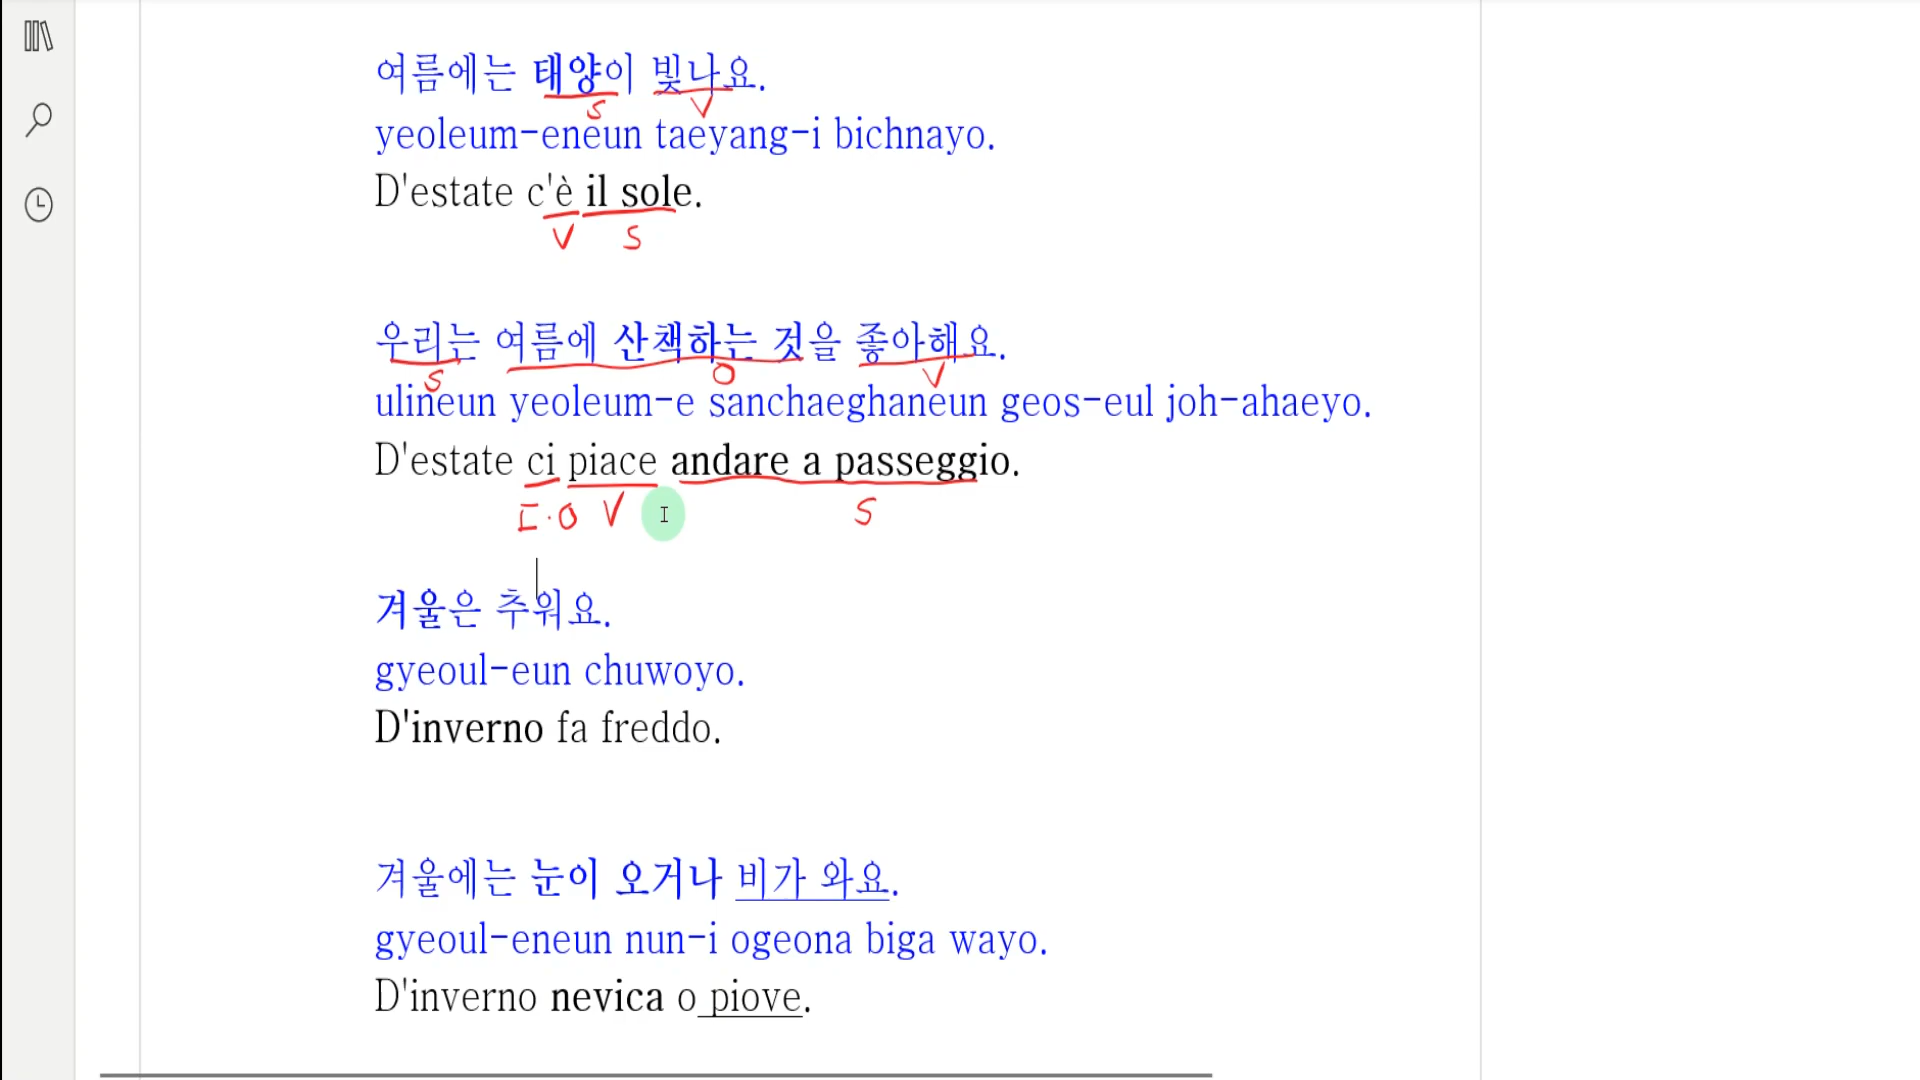 여름에는 태양이 빛나요.
S V
yeoleum-eneun taeyang-i bichnayo.
D'estate c'è il sole.
V S
우리는 여름에 산책하는 것을 좋아해요.
S O V
ulineun yeoleum-e sanchaeghaneun geos-eul joh-ahaeyo.
D'estate ci piace andare a passeggio.
I.O V S
겨울은 추워요.
gyeoul-eun chuwoyo.
D'inverno fa freddo.
겨울에는 눈이 오거나 비가 와요.
gyeoul-eneun nun-i ogeona biga wayo.
D'inverno nevica o piove.